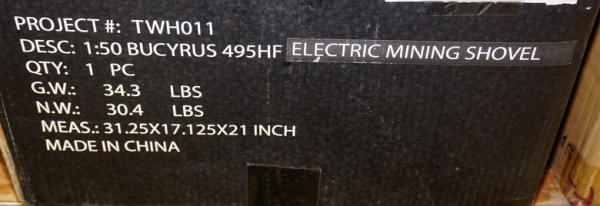 PROJECT #: TWH011
DESC: 1:50 BUCYRUS 495HF ELECTRIC MINING SHOVEL
QTY: 1 PC
G.W.: 34.3 LBS
N.W.: 30.4 LBS
MEAS.: 31.25X17.125X21 INCH
MADE IN CHINA